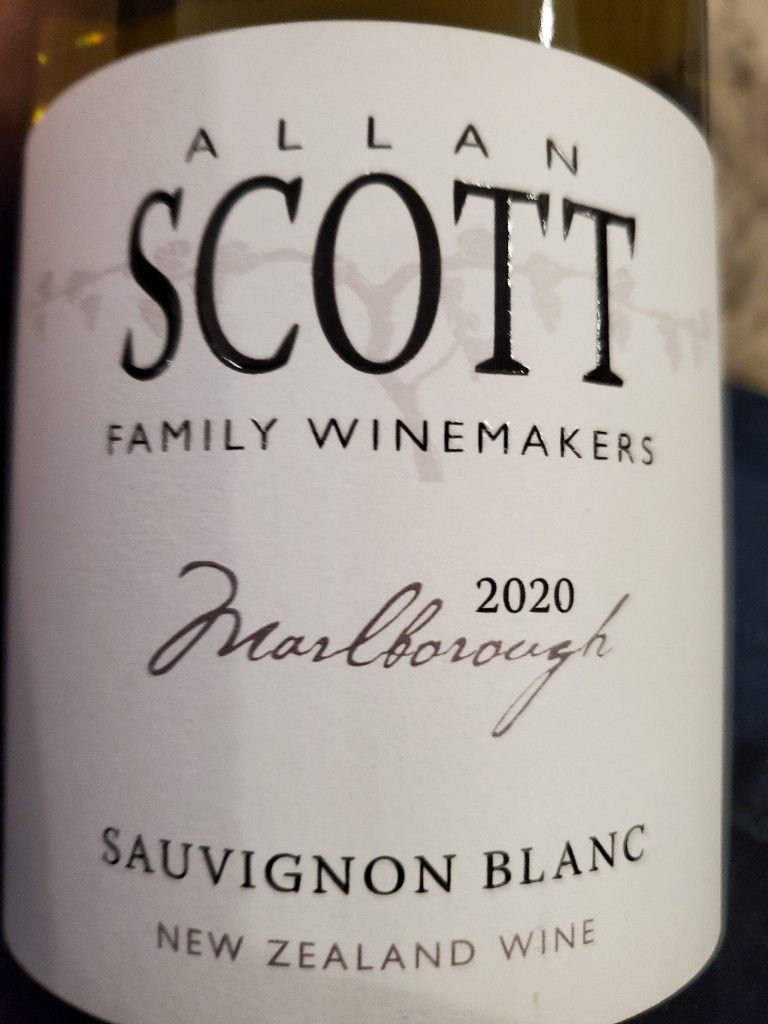 ALLAN
SCOTT
FAMILY WINEMAKERS
2020
Marlborough
SAUVIGNON BLANC
NEW ZEALAND WINE